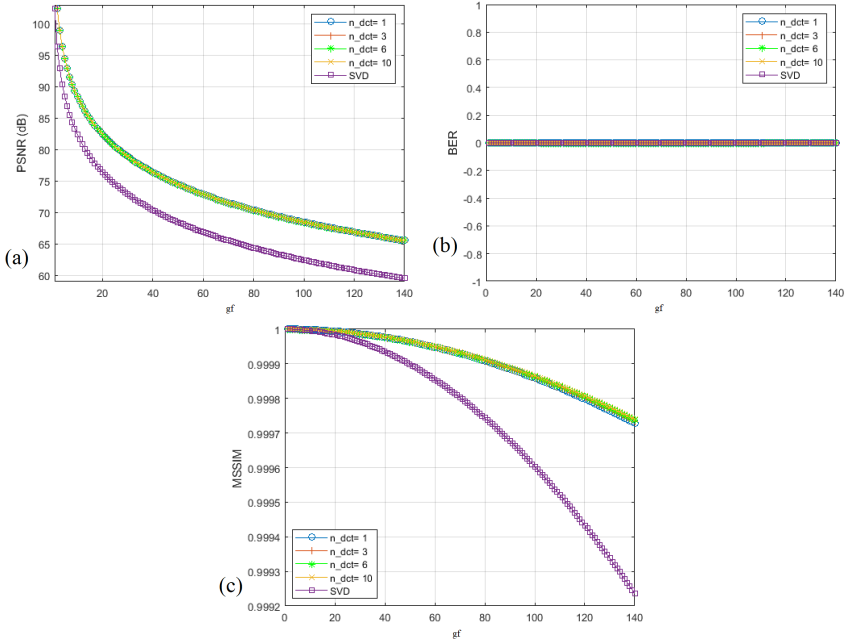 100
95
90
85
80
75
70
65
60
PSNR (dB)
20 40 60 80 100 120 140
gf
n_dct= 1
n_dct= 3
n_dct= 6
n_dct= 10
SVD
(a)
1
0.8
0.6
0.4
0.2
0
-0.2
-0.4
-0.6
-0.8
-1
BER
0 20 40 60 80 100 120 140
gf
n_dct= 1
n_dct= 3
n_dct= 6
n_dct= 10
SVD
(b)
1
0.9999
0.9998
0.9997
0.9996
0.9995
0.9994
0.9993
0.9992
MSSIM
0 20 40 60 80 100 120 140
gf
n_dct= 1
n_dct= 3
n_dct= 6
n_dct= 10
SVD
(c)